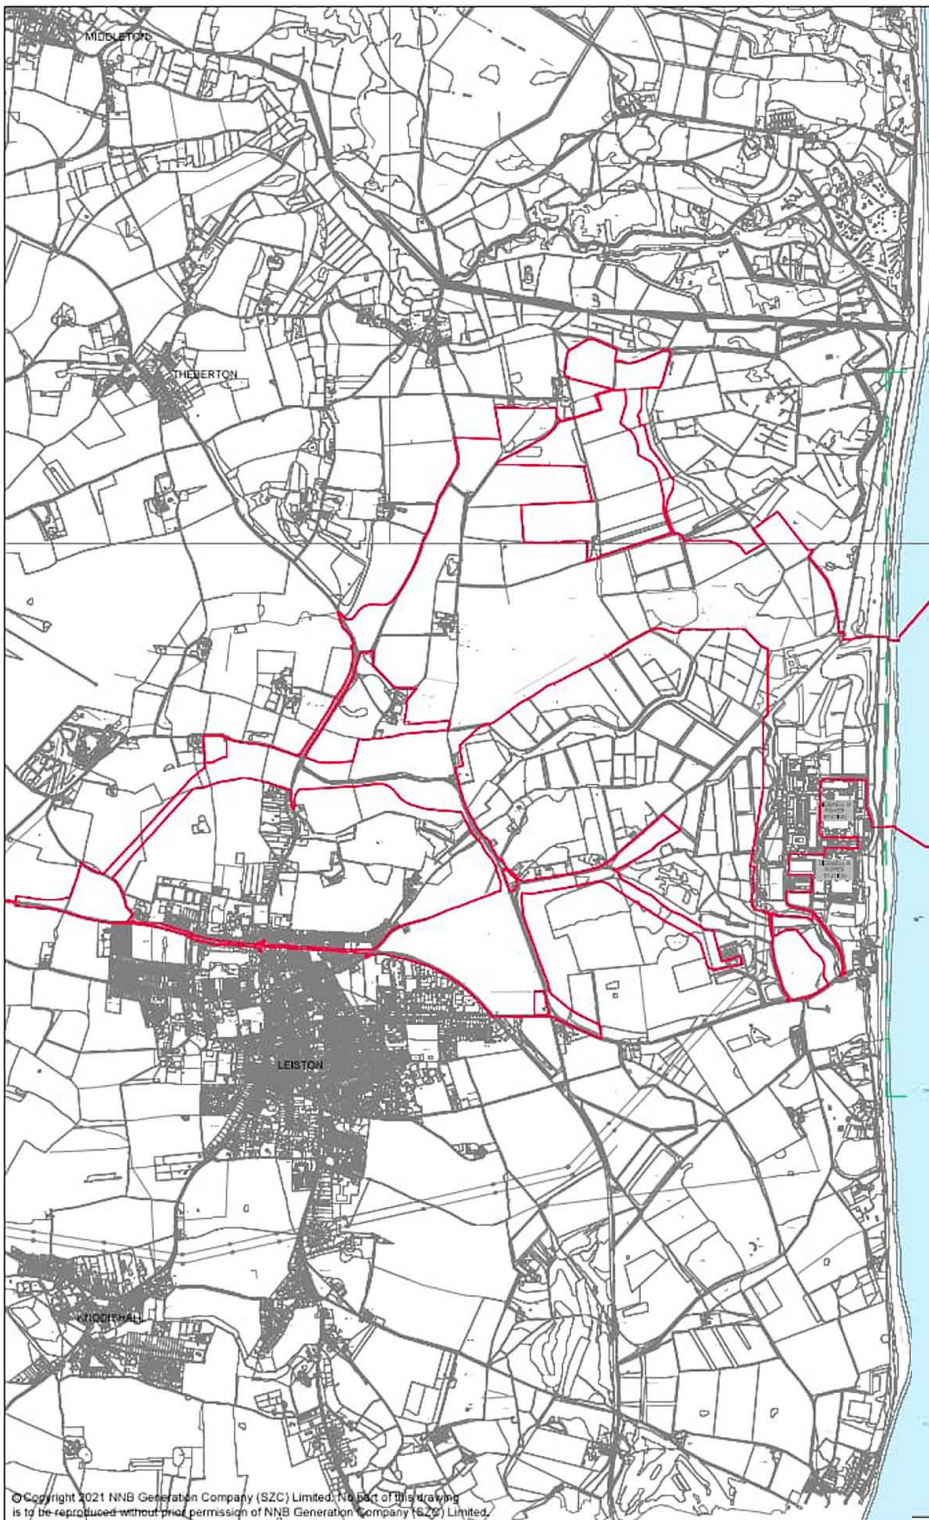 MIDDLETON
THEBERTON
LEISTON
KNODISHALL
© Copyright 2021 NNB Generation Company (SZC) Limited. No part of this drawing
is to be reproduced without prior permission of NNB Generation Company (SZC) Limited.